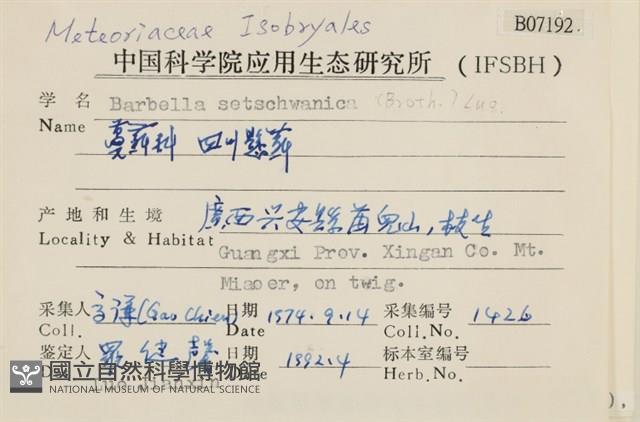 Meteoriaceae Isobryales
B07192
中国科学院应用生态研究所 (IFSBH)
学名 Barbella setschwanica (Broth.) Luo
Name 蔓藓科 四川悬藓
产地和生境 廣西兴安县苗儿山, 枝生
Locality & Habitat Guangxi Prov. Xingan Co. Mt.
Miaoer, on twig.
采集人 高谦(Gao Chien) 日期 1974.9.14 采集编号 1426
Coll. Date Coll.No.
鉴定人 羅健馨 日期 1992.4 标本室编号
Date Herb.No.
國立自然科學博物館
NATIONAL MUSEUM OF NATURAL SCIENCE
),